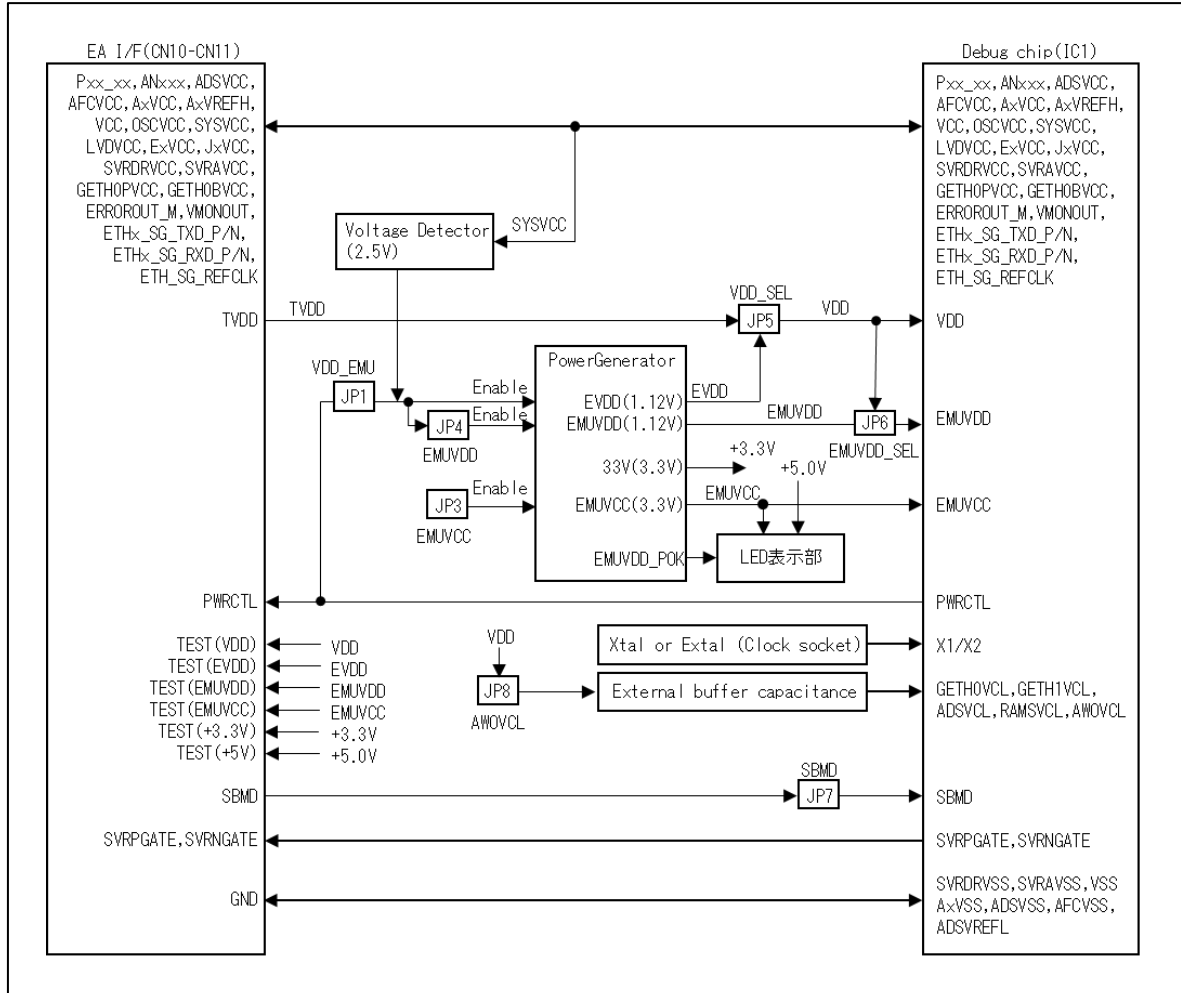 EA I/F(CN10-CN11)
Debug chip(IC1)
Pxx_xx,ANxxx,ADSVCC,
AFCVCC,AxVCC,AxVREFH,
VCC,OSCVCC,SYSVCC,
LVDVCC,ExVCC,JxVCC,
SVRDRVCC,SVRAVCC,
GETH0PVCC,GETH0BVCC,
ERROROUT_M,VMONOUT,
ETHx_SG_TXD_P/N,
ETHx_SG_RXD_P/N,
ETH_SG_REFCLK
Pxx_xx,ANxxx,ADSVCC,
AFCVCC,AxVCC,AxVREFH,
VCC,OSCVCC,SYSVCC,
LVDVCC,ExVCC,JxVCC,
SVRDRVCC,SVRAVCC,
GETH0PVCC,GETH0BVCC,
ERROROUT_M,VMONOUT,
ETHx_SG_TXD_P/N,
ETHx_SG_RXD_P/N,
ETH_SG_REFCLK
Voltage Detector
(2.5V)
SYSVCC
TVDD
TVDD
VDD_SEL
JP5
VDD
VDD
VDD_EMU
JP1
Enable
PowerGenerator
EVDD(1.12V)
EVDD
JP4
Enable
EMUVDD
EMUVDD(1.12V)
EMUVDD
JP6
EMUVDD_SEL
EMUVDD
33V(3.3V)
+3.3V
+5.0V
JP3
Enable
EMUVCC
EMUVCC(3.3V)
EMUVCC
EMUVCC
EMUVDD_POK
LED表示部
PWRCTL
PWRCTL
TEST(VDD)
VDD
TEST(EVDD)
EVDD
TEST(EMUVDD)
EMUVDD
TEST(EMUVCC)
EMUVCC
TEST(+3.3V)
+3.3V
TEST(+5V)
+5.0V
VDD
JP8
AWOVCL
Xtal or Extal (Clock socket)
X1/X2
External buffer capacitance
GETH0VCL,GETH1VCL,
ADSVCL,RAMSVCL,AWOVCL
SBMD
SBMD
JP7
SBMD
SVRPGATE,SVRNGATE
SVRPGATE,SVRNGATE
GND
SVRDRVSS,SVRAVSS,VSS
AxVSS,ADSVSS,AFCVSS,
ADSVREFL